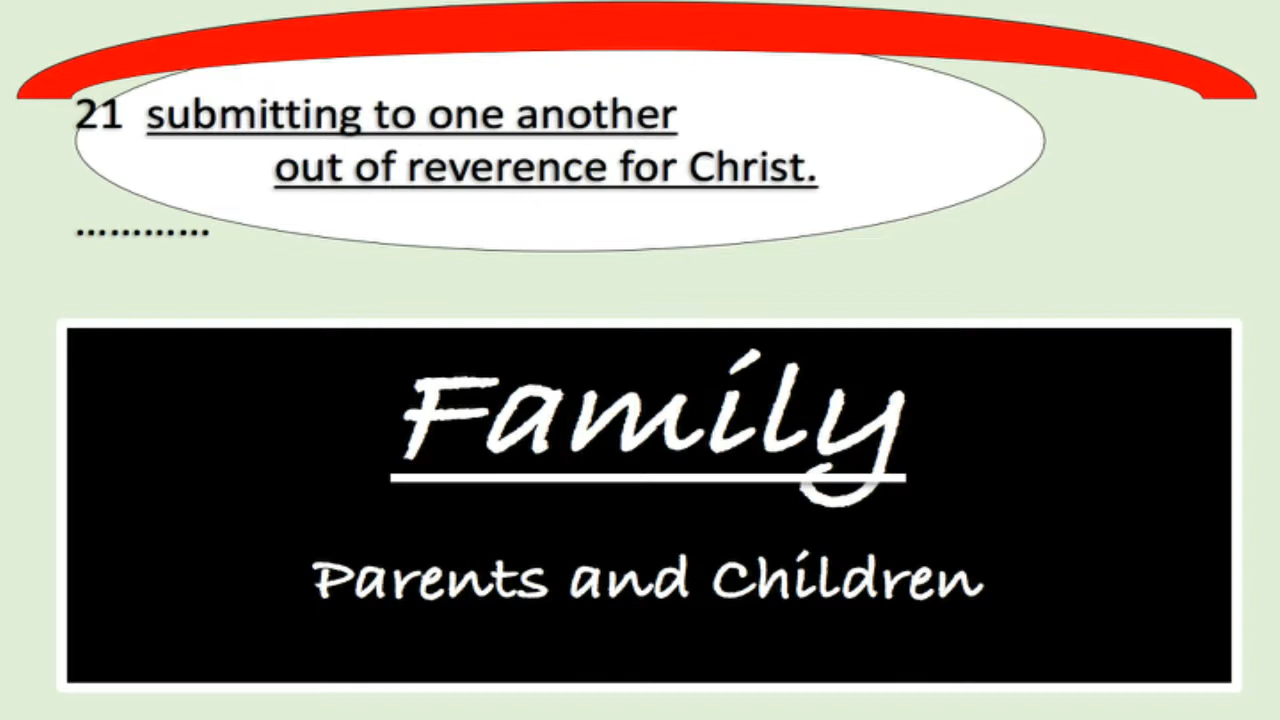 21 submitting to one another
out of reverence for Christ.
…………
Family
Parents and Children